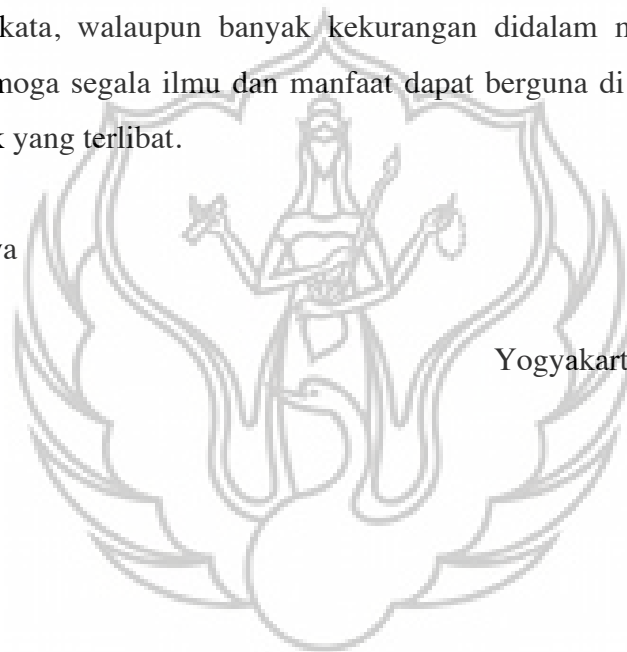 kata, walaupun banyak kekurangan didalam
moga segala ilmu dan manfaat dapat berguna di
yang terlibat.
Yogyakart